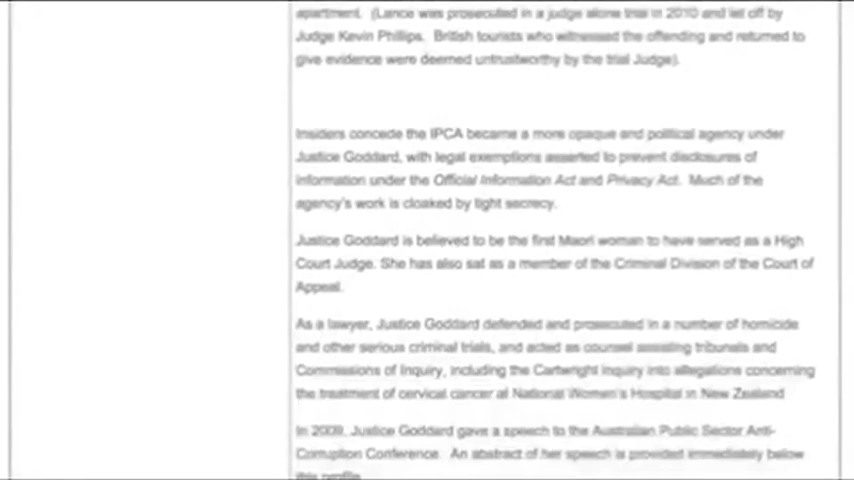 apartment. (Lance was prosecuted in a judge alone trial in 2010 and let off by
Judge Kevin Phillips. British tourists who witnessed the offending and returned to
give evidence were deemed untrustworthy by the trial Judge).
Insiders concede the IPCA became a more opaque and political agency under
Justice Goddard, with legal exemptions asserted to prevent disclosures of
information under the Official Information Act and Privacy Act. Much of the
agency's work is cloaked by tight secrecy.
Justice Goddard is believed to be the first Maori woman to have served as a High
Court Judge. She has also sat as a member of the Criminal Division of the Court of
Appeal.
As a lawyer, Justice Goddard defended and prosecuted in a number of homicide
and other serious criminal trials, and acted as counsel assisting tribunals and
Commissions of Inquiry, including the Cartwright Inquiry into allegations concerning
the treatment of cervical cancer at National Women's Hospital in New Zealand
In 2009, Justice Goddard gave a speech to the Australian Public Sector Anti-
Corruption Conference. An abstract of her speech is provided immediately below
this profile